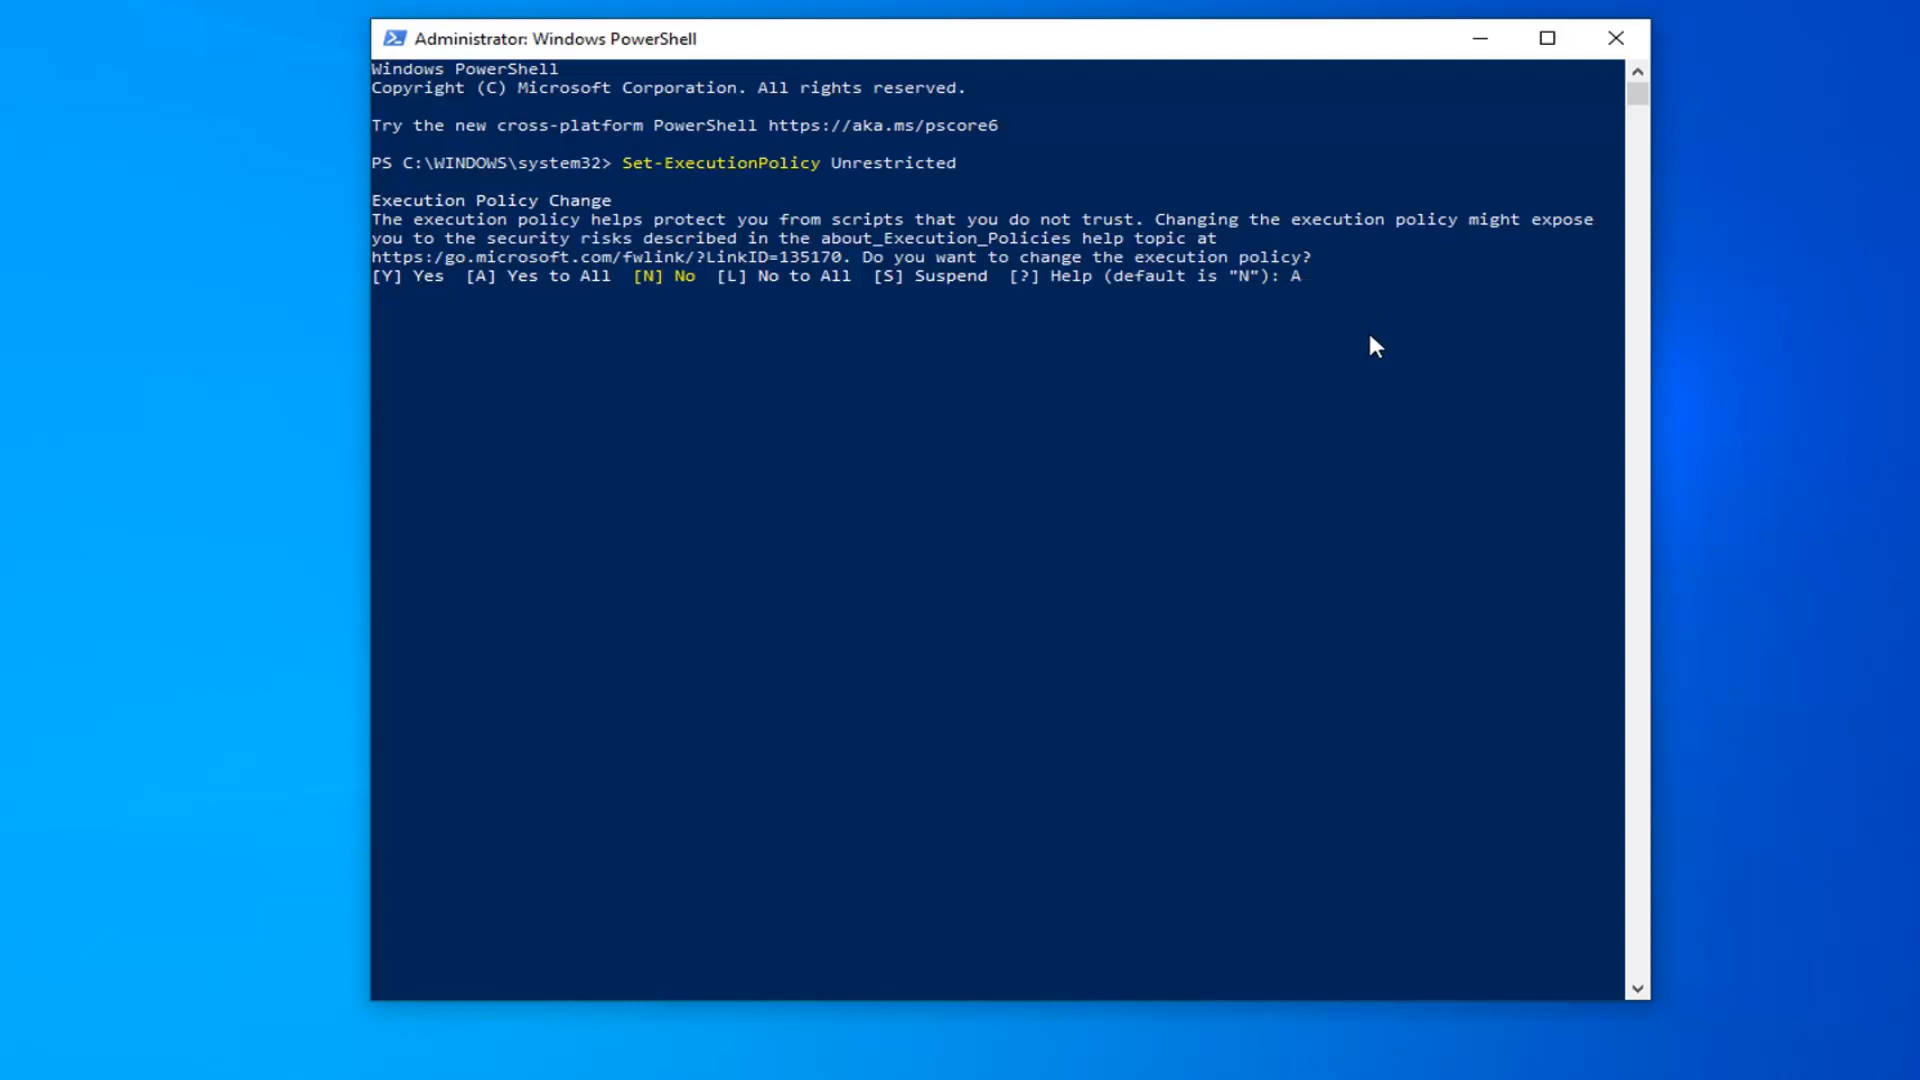 Administrator: Windows PowerShell
Windows PowerShell
Copyright (C) Microsoft Corporation. All rights reserved.
Try the new cross-platform PowerShell https://aka.ms/pscore6
PS C:\WINDOWS\system32> Set-ExecutionPolicy Unrestricted
Execution Policy Change
The execution policy helps protect you from scripts that you do not trust. Changing the execution policy might expose
you to the security risks described in the about_Execution_Policies help topic at
https:/go.microsoft.com/fwlink/?LinkID=135170. Do you want to change the execution policy?
[Y] Yes  [A] Yes to All  [N] No  [L] No to All  [S] Suspend  [?] Help (default is "N"): A